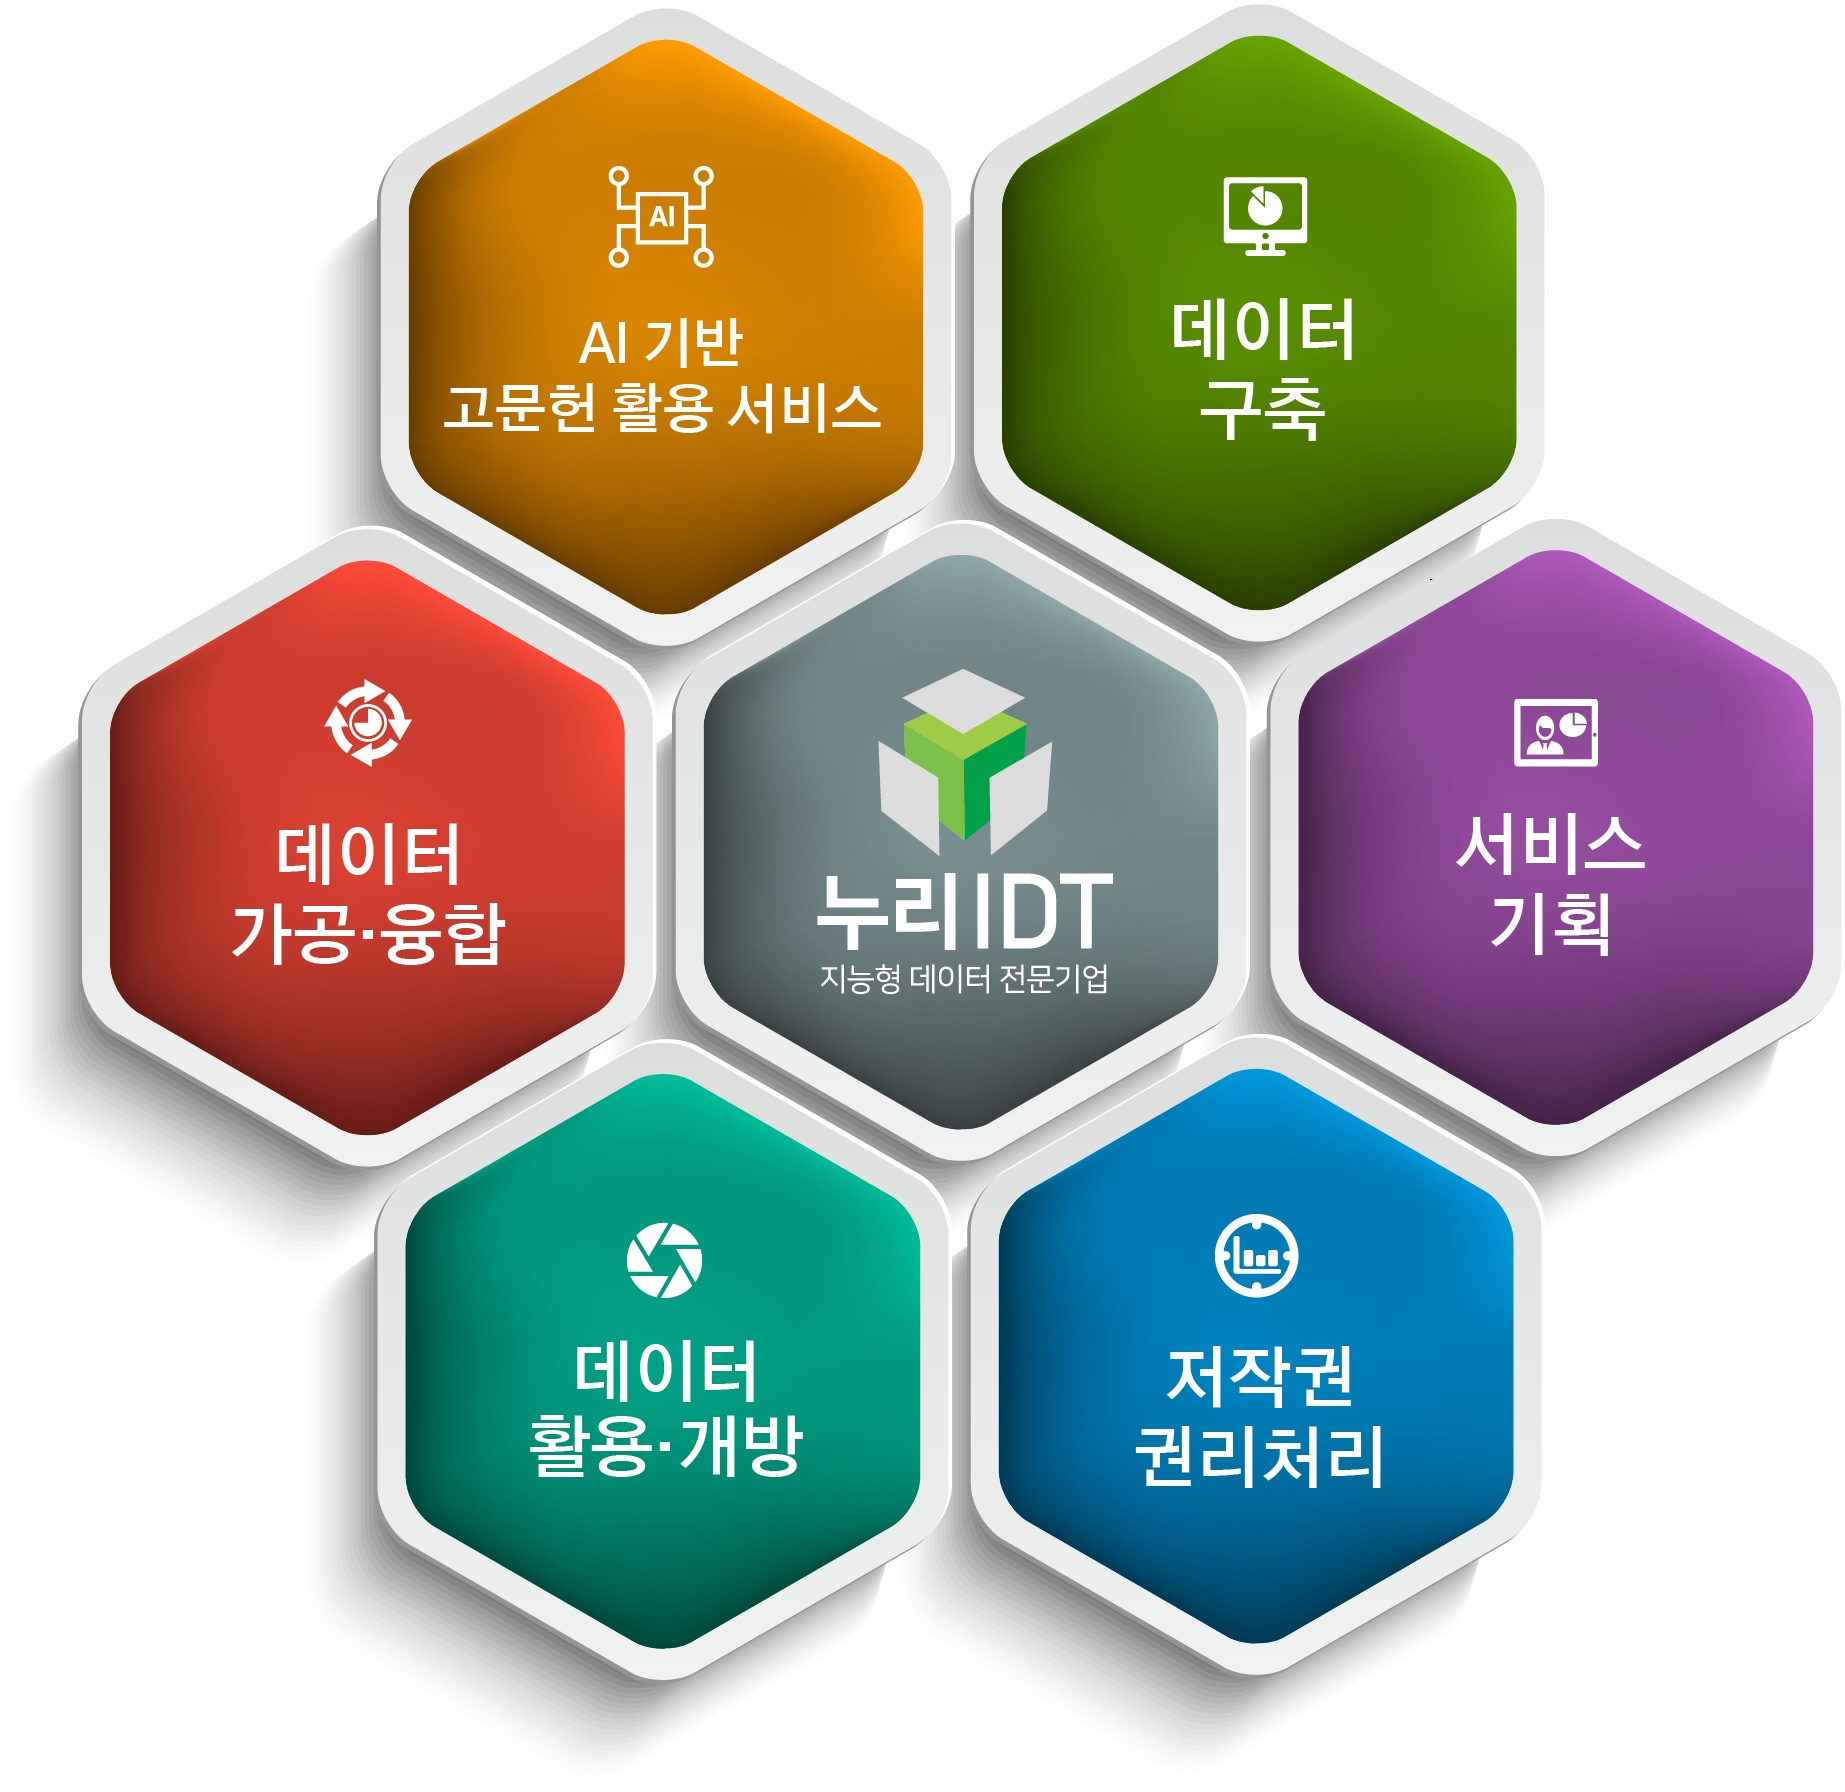 AI
AI 기반
고문헌 활용 서비스
데이터
구축
데이터
가공·융합
누리IDT
지능형 데이터 전문기업
서비스
기획
데이터
활용·개방
저작권
권리처리